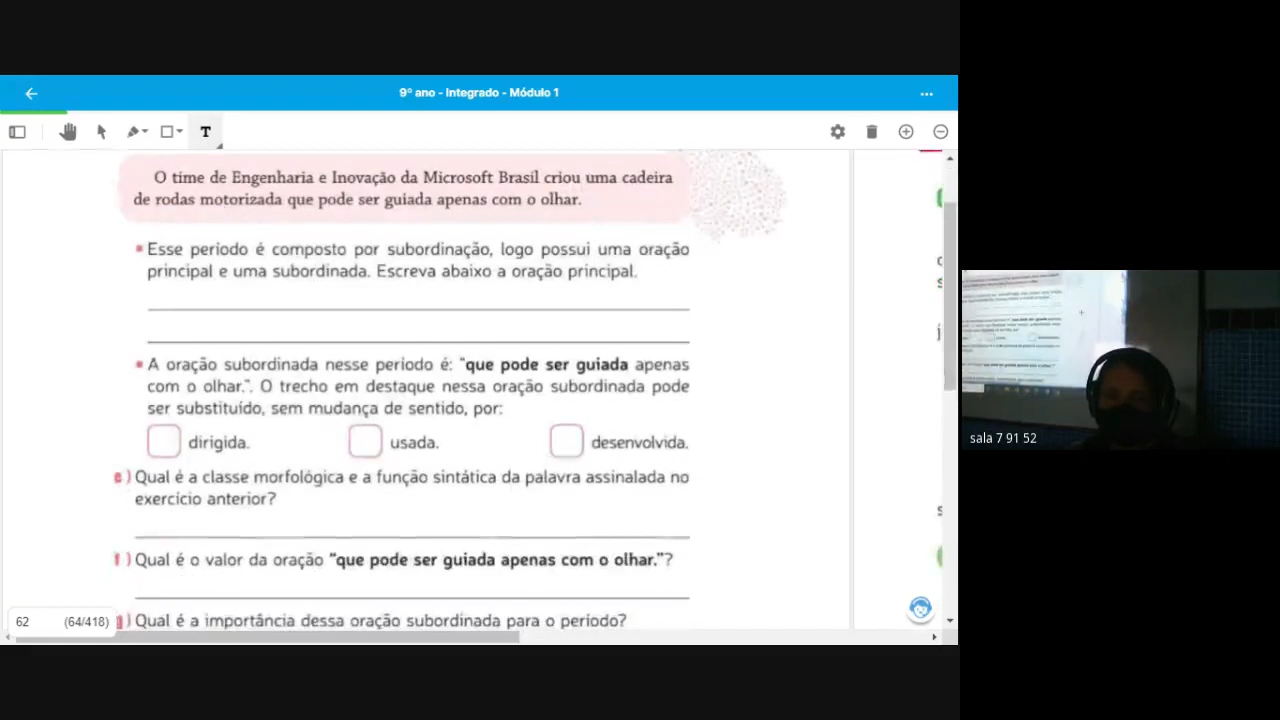 9º ano - Integrado - Módulo 1
T
O time de Engenharia e Inovação da Microsoft Brasil criou uma cadeira
de rodas motorizada que pode ser guiada apenas com o olhar.
Esse período é composto por subordinação, logo possui uma oração
principal e uma subordinada. Escreva abaixo a oração principal.
A oração subordinada nesse período é: "que pode ser guiada apenas
com o olhar.". O trecho em destaque nessa oração subordinada pode
ser substituído, sem mudança de sentido, por:
dirigida. usada. desenvolvida.
e) Qual é a classe morfológica e a função sintática da palavra assinalada no
exercício anterior?
f) Qual é o valor da oração "que pode ser guiada apenas com o olhar."?
g) Qual é a importância dessa oração subordinada para o período?
62 (64/418)
sala 7 91 52